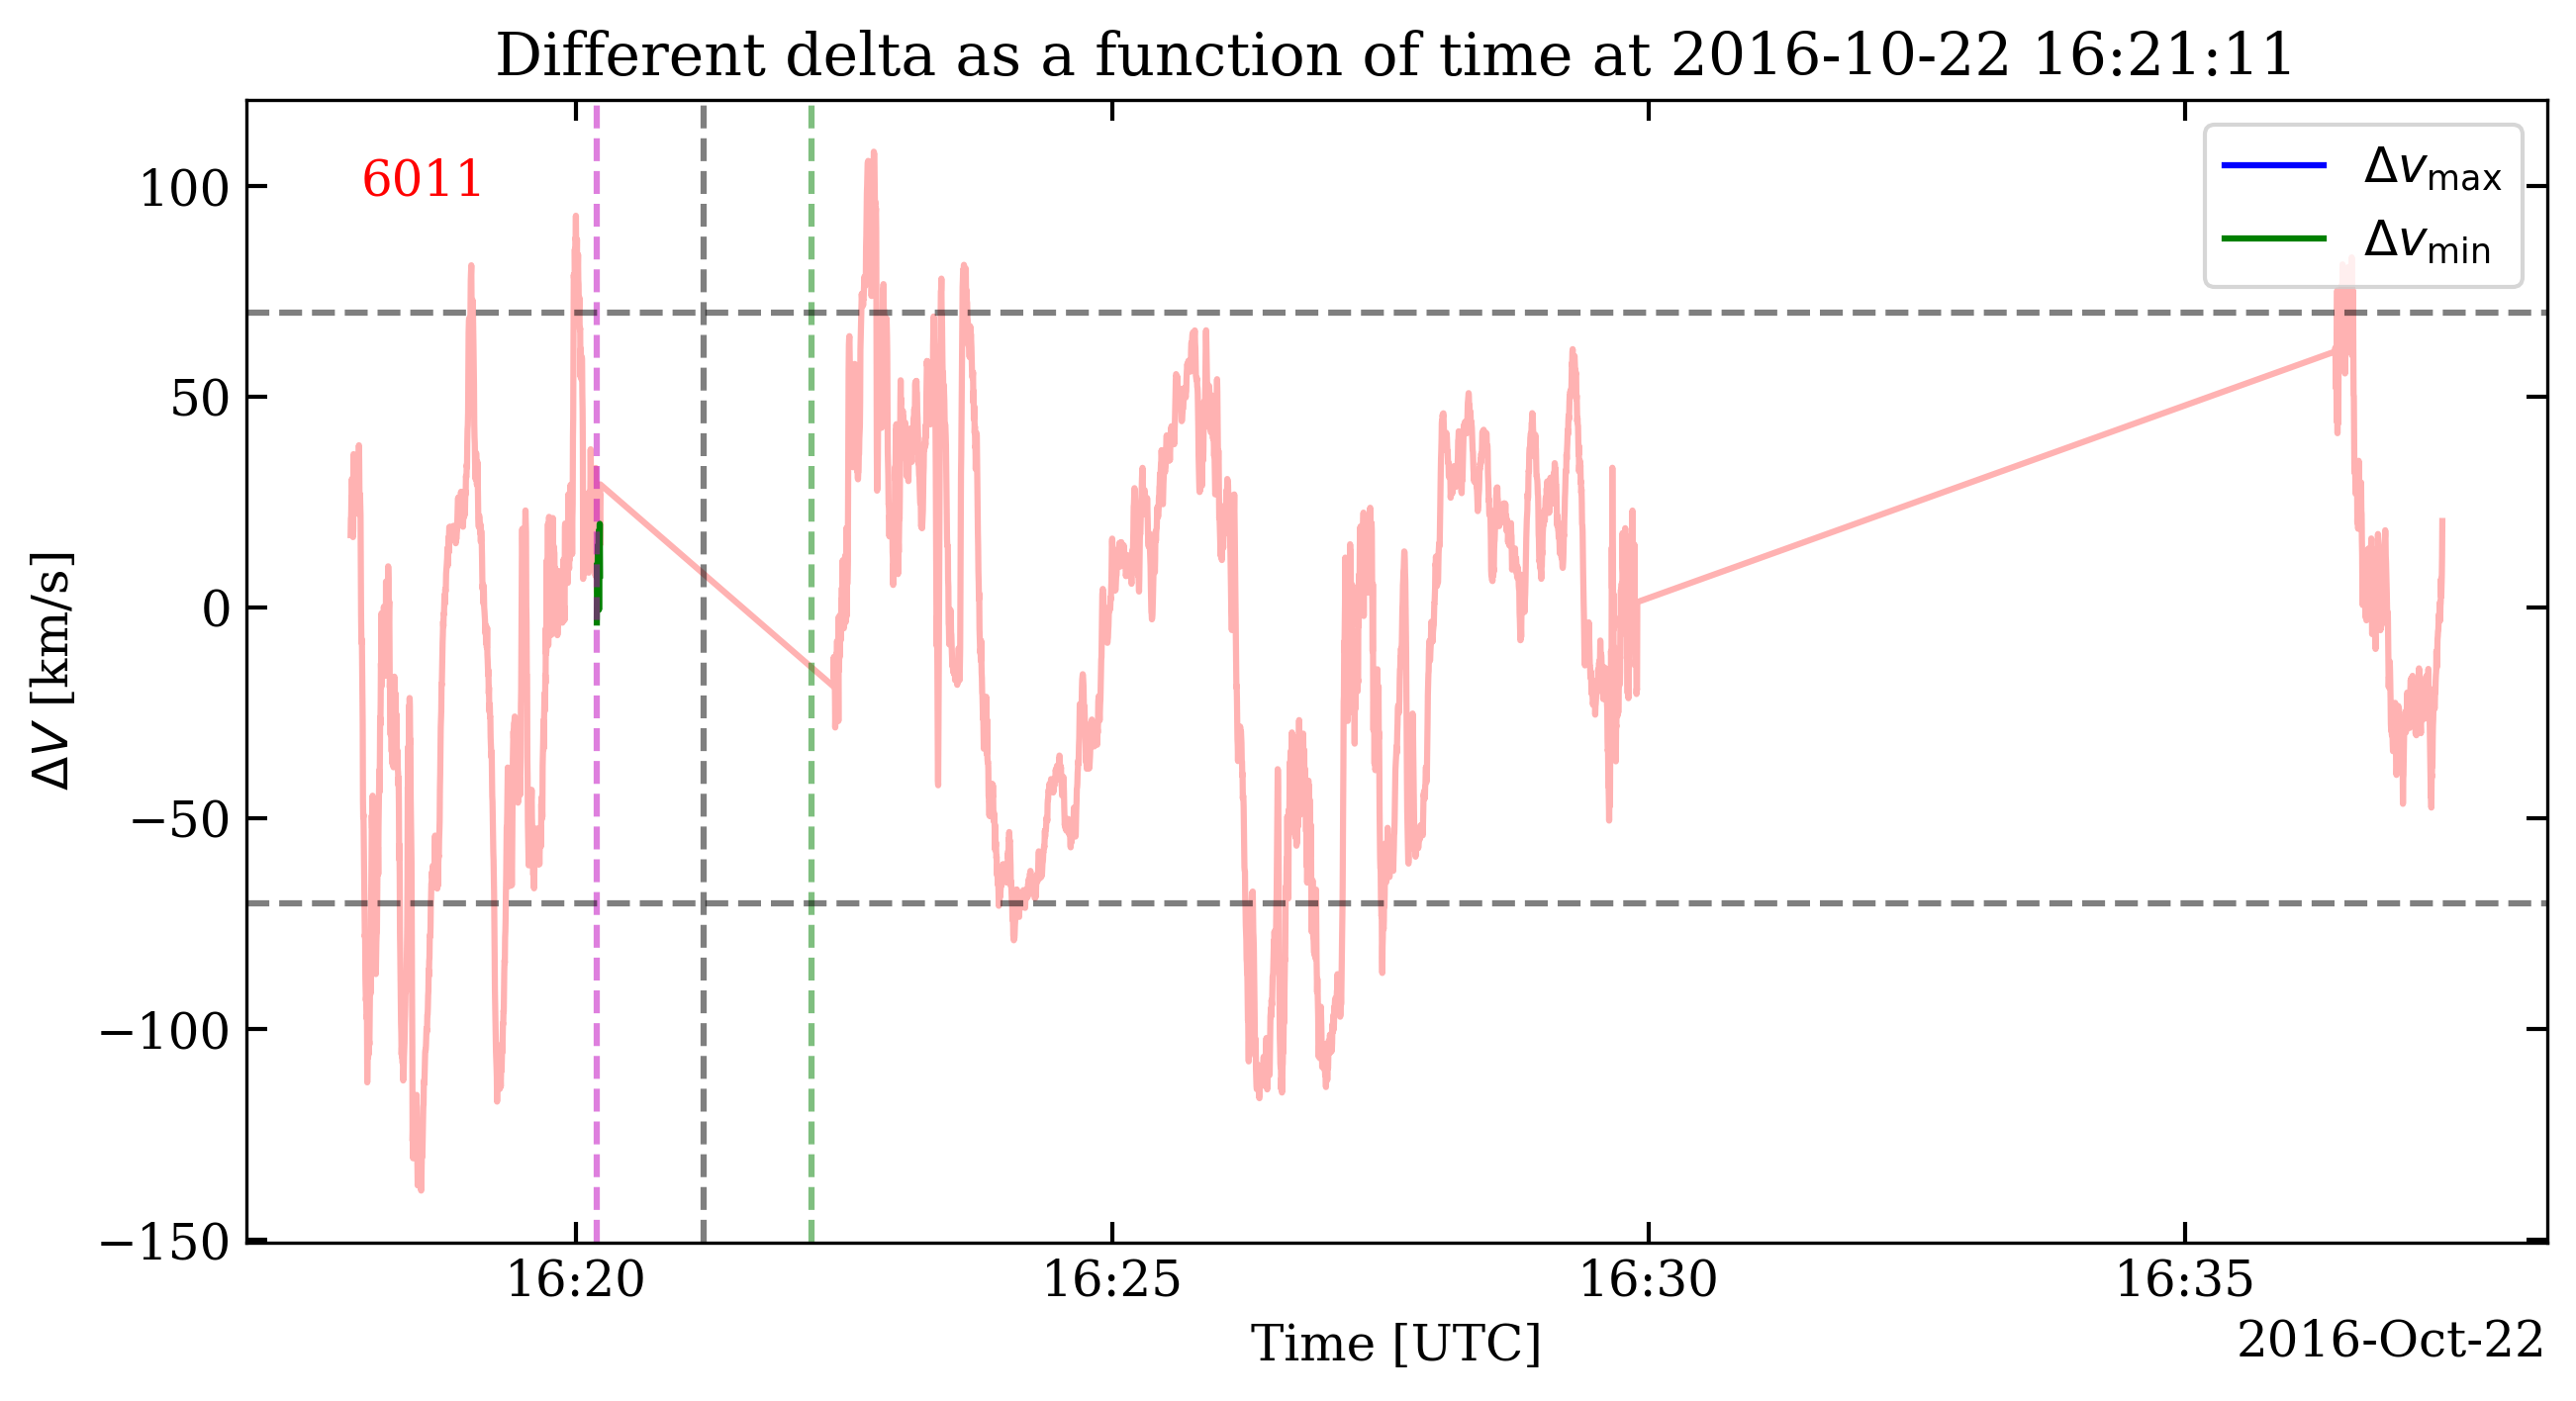 Different delta as a function of time at 2016-10-22 16:21:11
6011
Δv_max
Δv_min
100
50
0
−50
−100
−150
ΔV [km/s]
16:20
16:25
16:30
16:35
Time [UTC]
2016-Oct-22